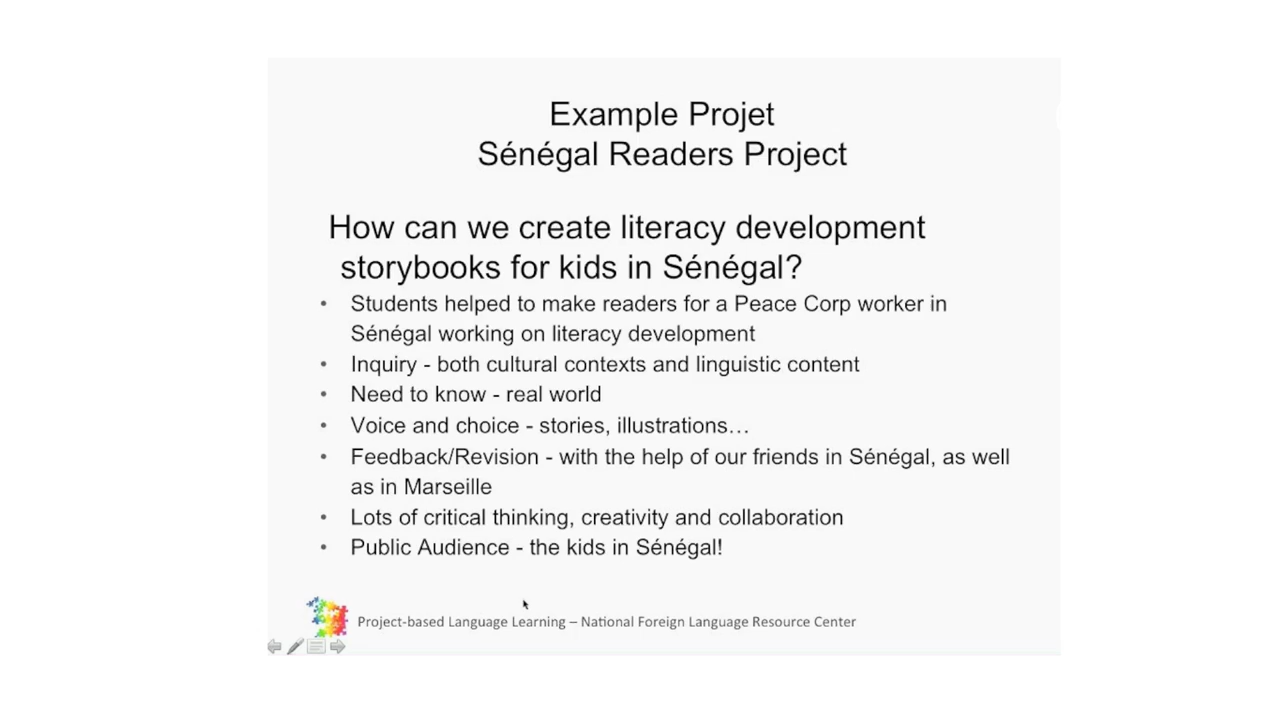 Example Projet
Sénégal Readers Project
How can we create literacy development
storybooks for kids in Sénégal?
• Students helped to make readers for a Peace Corp worker in
Sénégal working on literacy development
• Inquiry - both cultural contexts and linguistic content
• Need to know - real world
• Voice and choice - stories, illustrations…
• Feedback/Revision - with the help of our friends in Sénégal, as well
as in Marseille
• Lots of critical thinking, creativity and collaboration
• Public Audience - the kids in Sénégal!
Project-based Language Learning – National Foreign Language Resource Center